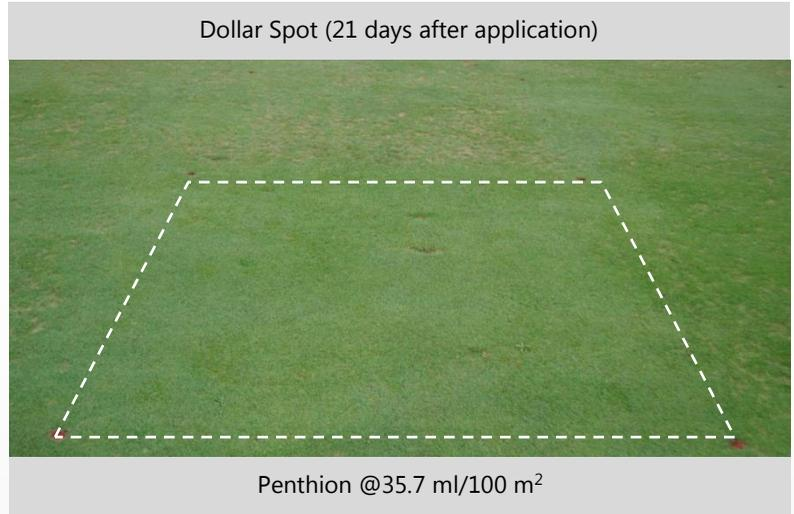 Dollar Spot (21 days after application)
Penthion @35.7 ml/100 m²